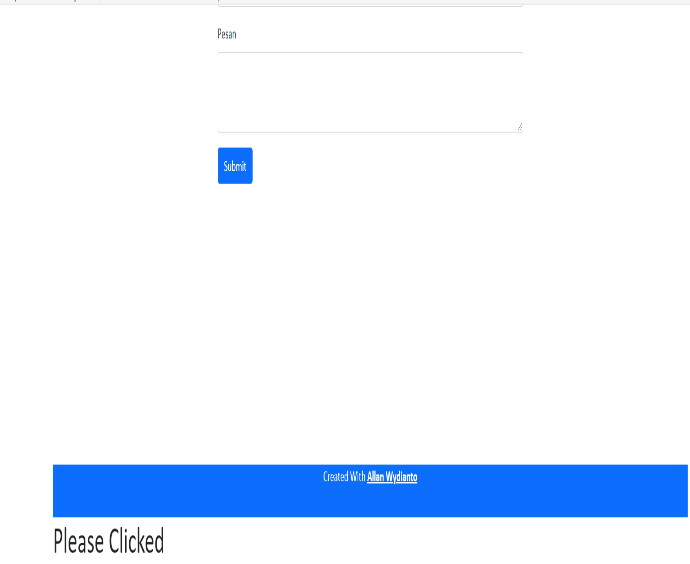 Pesan
Submit
Created With Allan Wydianto
Please Clicked